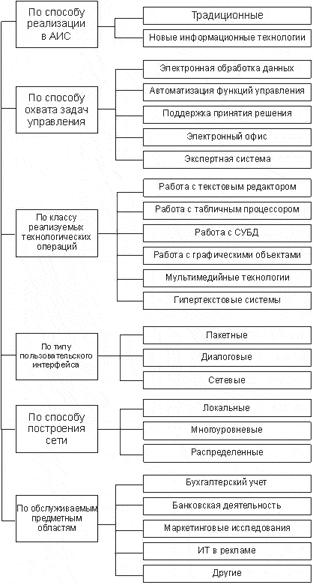 По способу
реализации
в АИС
Традиционные
Новые информационные технологии
По способу
охвата задач
управления
Электронная обработка данных
Автоматизация функций управления
Поддержка принятия решения
Электронный офис
Экспертная система
По классу
реализуемых
технологических
операций
Работа с текстовым редактором
Работа с табличным процессором
Работа с СУБД
Работа с графическими объектами
Мультимедийные технологии
Гипертекстовые системы
По типу
пользовательского
интерфейса
Пакетные
Диалоговые
Сетевые
По способу
построения
сети
Локальные
Многоуровневые
Распределенные
По обслуживаемым
предметным
областям
Бухгалтерский учет
Банковская деятельность
Маркетинговые исследования
ИТ в рекламе
Другие